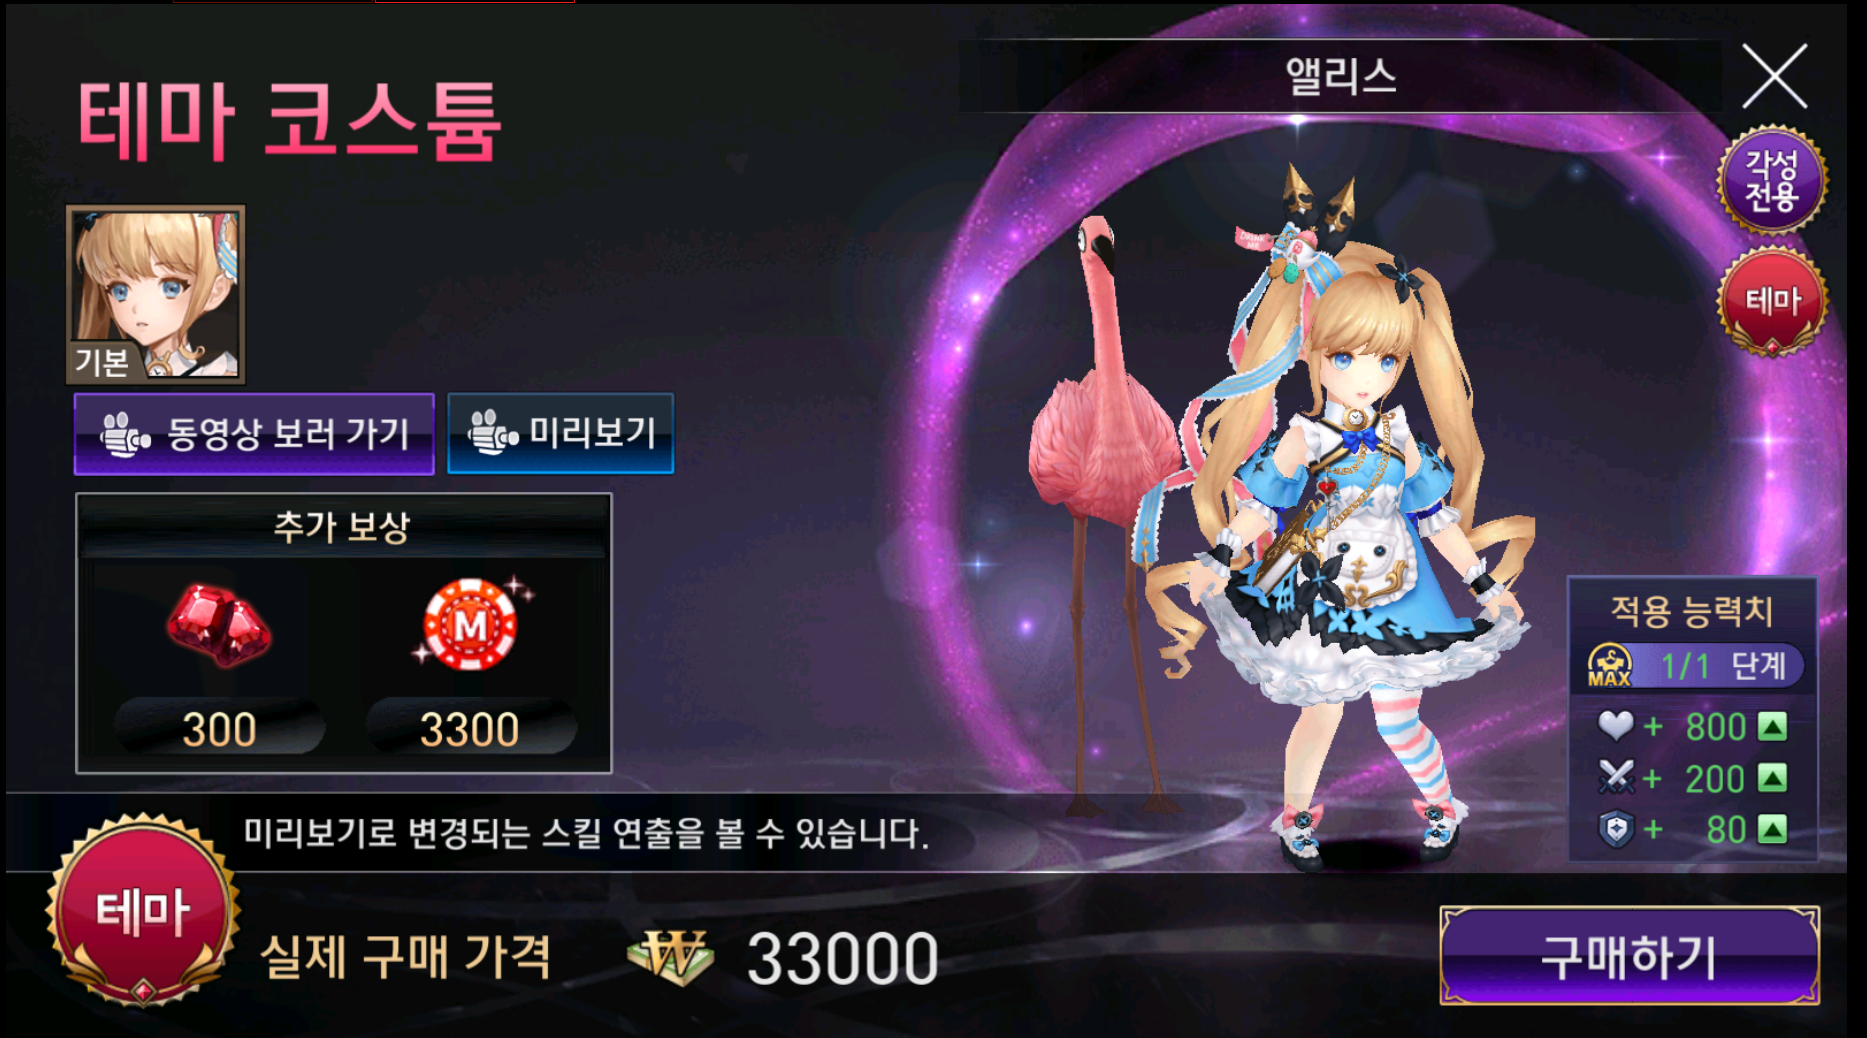 테마 코스튬
앨리스
각성
전용
테마
DRINK ME
기본
동영상 보러 가기
미리보기
추가 보상
M
300
3300
적용 능력치
MAX
1/1 단계
+ 800
+ 200
+ 80
미리보기로 변경되는 스킬 연출을 볼 수 있습니다.
테마
실제 구매 가격
W 33000
구매하기